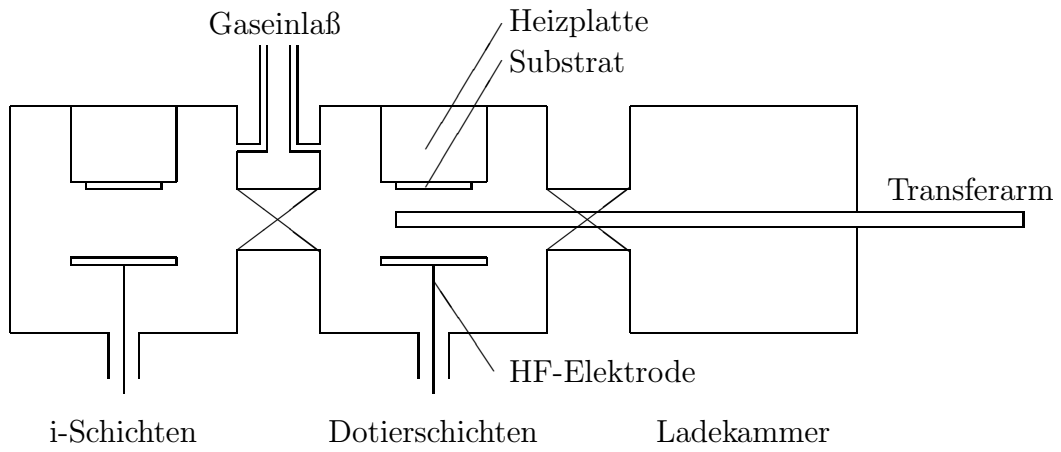 Gaseinlaß
Heizplatte
Substrat
Transferarm
HF-Elektrode
i-Schichten
Dotierschichten
Ladekammer